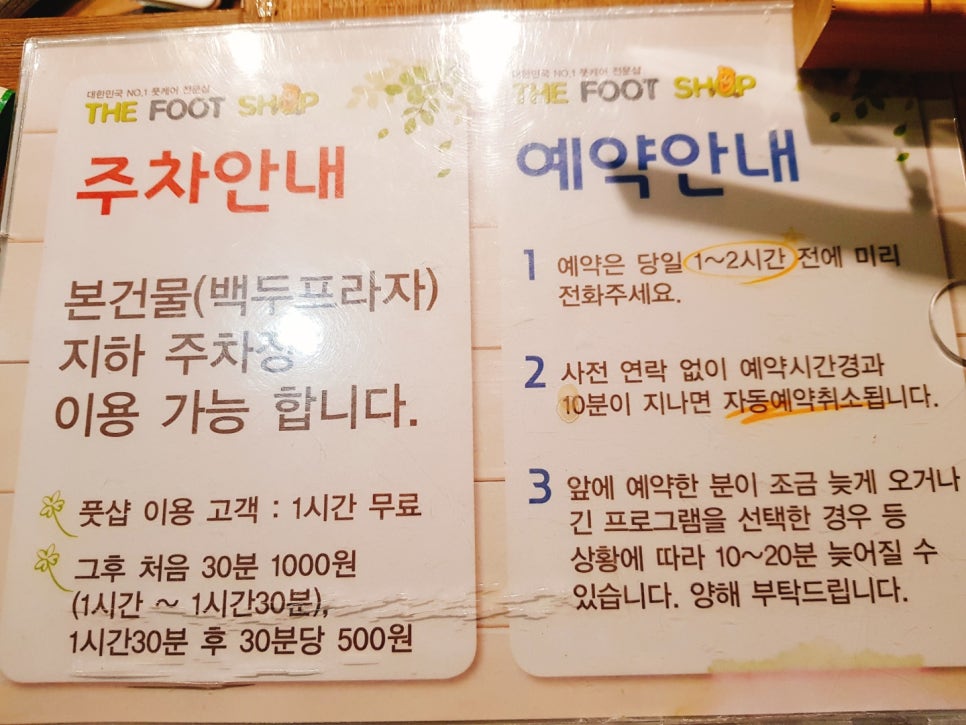 대한민국 NO.1 풋케어 전문샵
THE FOOT SHOP
주차안내
본건물(백두프라자)
지하 주차장
이용 가능 합니다.
풋샵 이용 고객 : 1시간 무료
그후 처음 30분 1000원
(1시간 ~ 1시간30분),
1시간30분 후 30분당 500원
대한민국 NO.1 풋케어 전문샵
THE FOOT SHOP
예약안내
1 예약은 당일 1~2시간 전에 미리
전화주세요.
2 사전 연락 없이 예약시간경과
10분이 지나면 자동예약취소됩니다.
3 앞에 예약한 분이 조금 늦게 오거나
긴 프로그램을 선택한 경우 등
상황에 따라 10~20분 늦어질 수
있습니다. 양해 부탁드립니다.